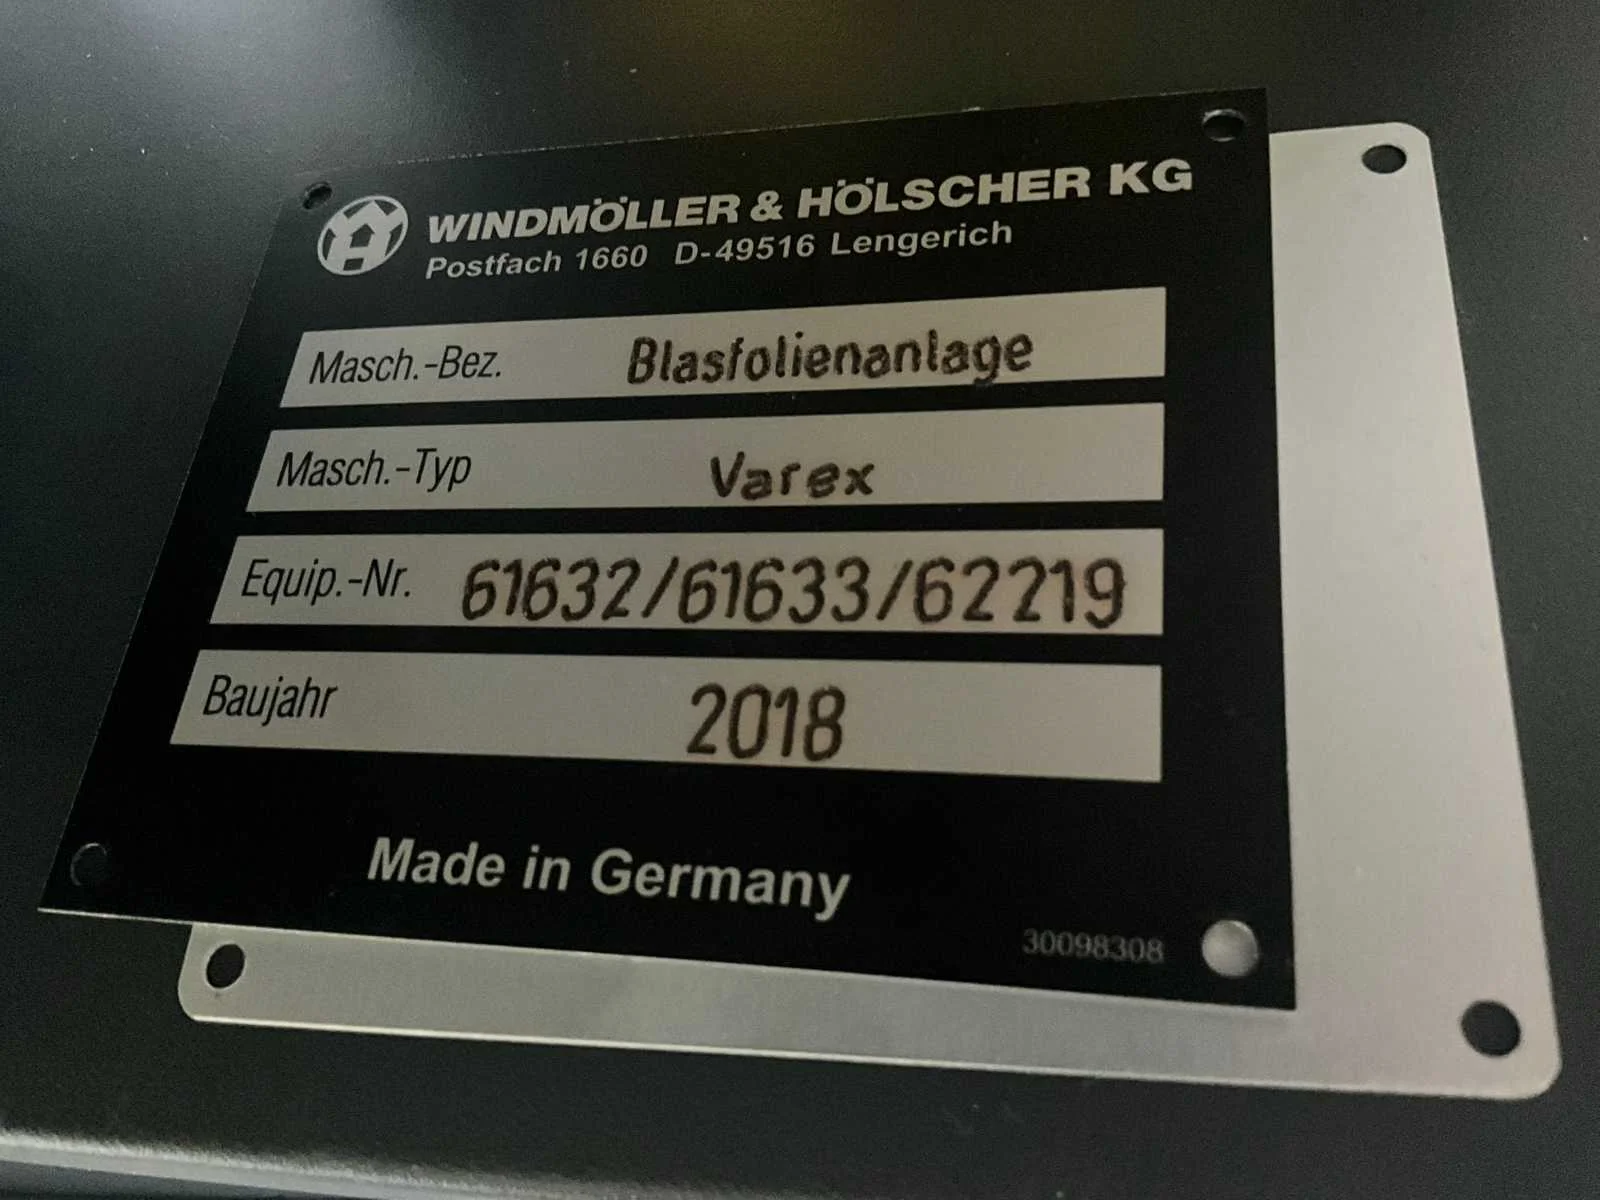 WINDMÖLLER & HÖLSCHER KG
Postfach 1660 D-49516 Lengerich
Masch.-Bez. Blasfolienanlage
Masch.-Typ Varex
Equip.-Nr. 61632/61633/62219
Baujahr 2018
Made in Germany
30098308